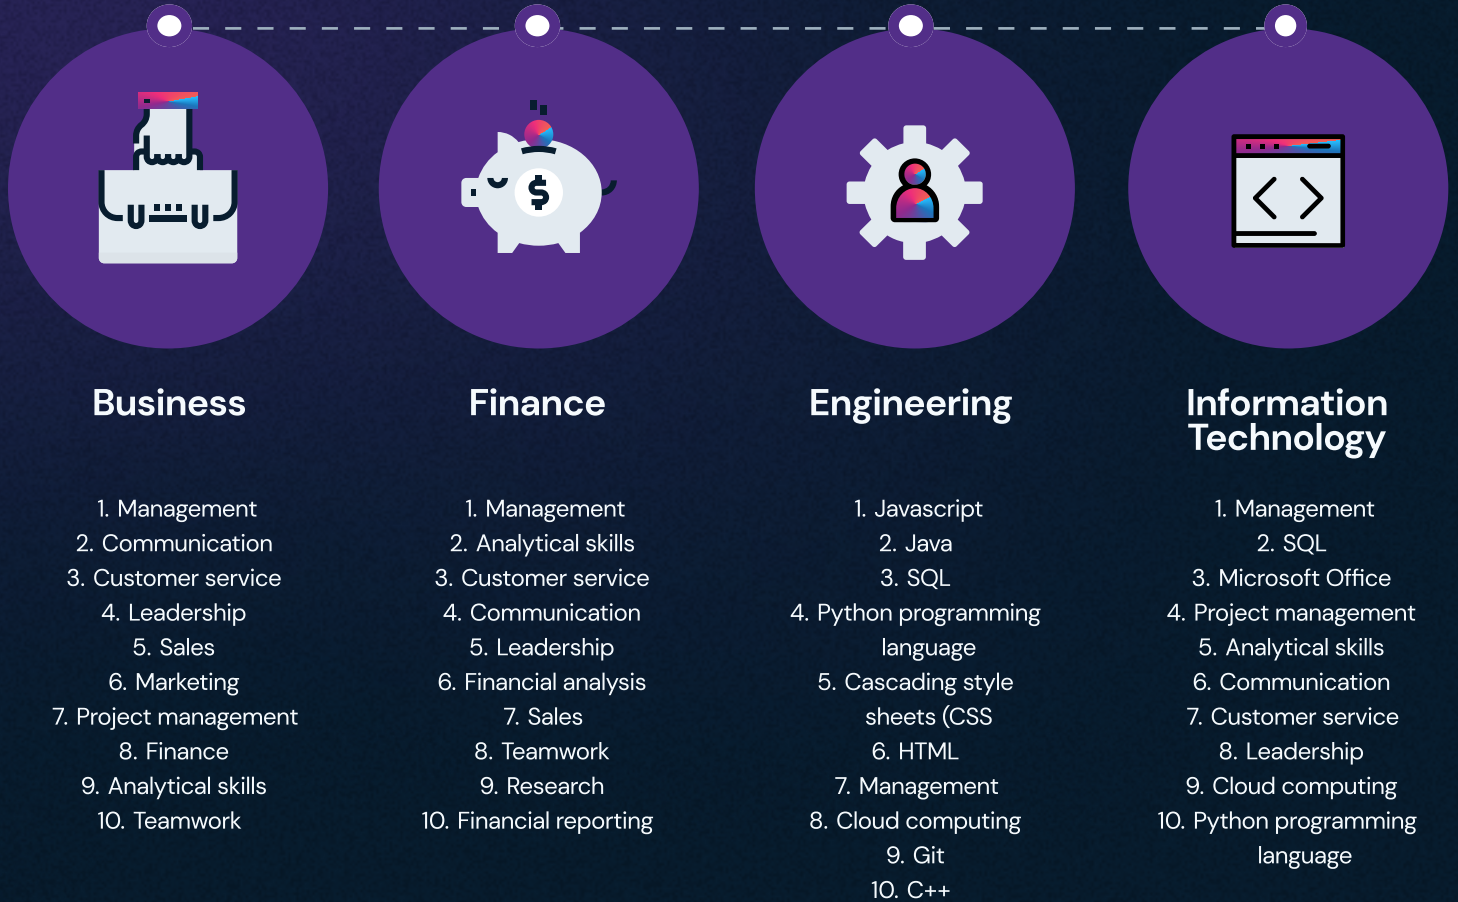 Business
1. Management
2. Communication
3. Customer service
4. Leadership
5. Sales
6. Marketing
7. Project management
8. Finance
9. Analytical skills
10. Teamwork
Finance
1. Management
2. Analytical skills
3. Customer service
4. Communication
5. Leadership
6. Financial analysis
7. Sales
8. Teamwork
9. Research
10. Financial reporting
Engineering
1. Javascript
2. Java
3. SQL
4. Python programming
language
5. Cascading style
sheets (CSS
6. HTML
7. Management
8. Cloud computing
9. Git
10. C++
Information
Technology
1. Management
2. SQL
3. Microsoft Office
4. Project management
5. Analytical skills
6. Communication
7. Customer service
8. Leadership
9. Cloud computing
10. Python programming
language